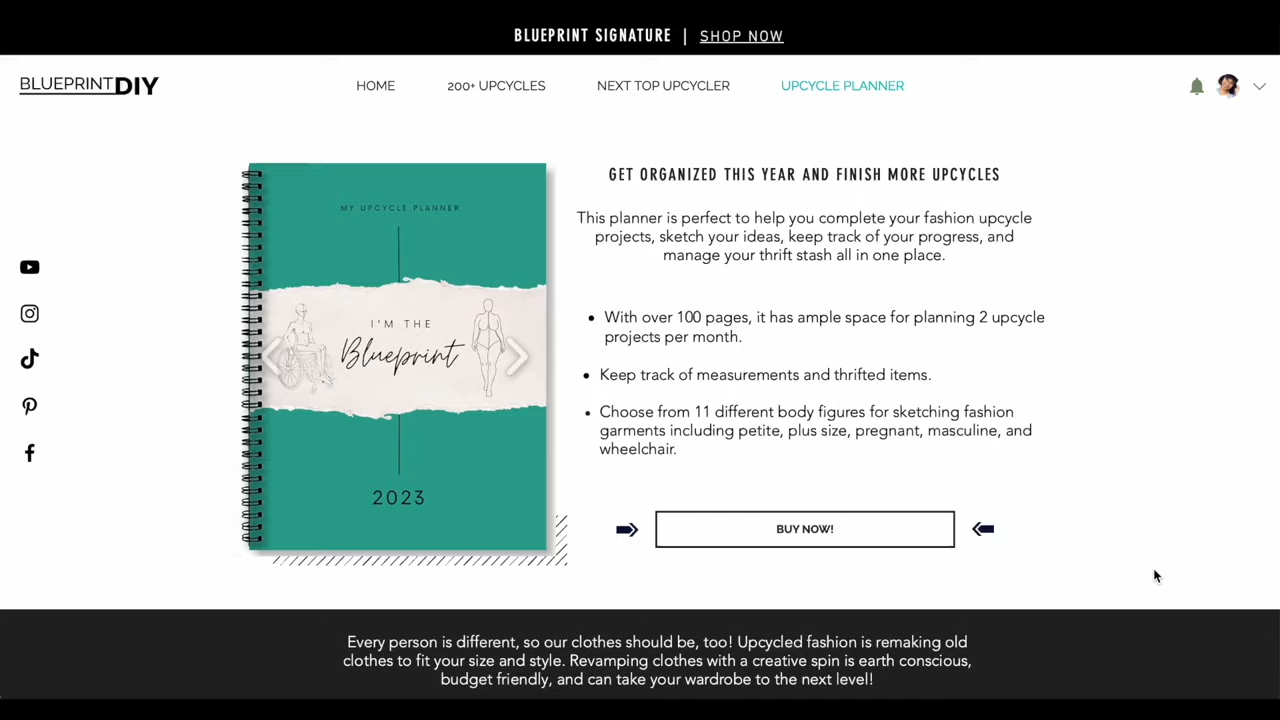 BLUEPRINT SIGNATURE | SHOP NOW
BLUEPRINTDIY
HOME
200+ UPCYCLES
NEXT TOP UPCYCLER
UPCYCLE PLANNER
MY UPCYCLE PLANNER
I'M THE
Blueprint
2023
GET ORGANIZED THIS YEAR AND FINISH MORE UPCYCLES
This planner is perfect to help you complete your fashion upcycle
projects, sketch your ideas, keep track of your progress, and
manage your thrift stash all in one place.
• With over 100 pages, it has ample space for planning 2 upcycle
projects per month.
• Keep track of measurements and thrifted items.
• Choose from 11 different body figures for sketching fashion
garments including petite, plus size, pregnant, masculine, and
wheelchair.
BUY NOW!
Every person is different, so our clothes should be, too! Upcycled fashion is remaking old
clothes to fit your size and style. Revamping clothes with a creative spin is earth conscious,
budget friendly, and can take your wardrobe to the next level!